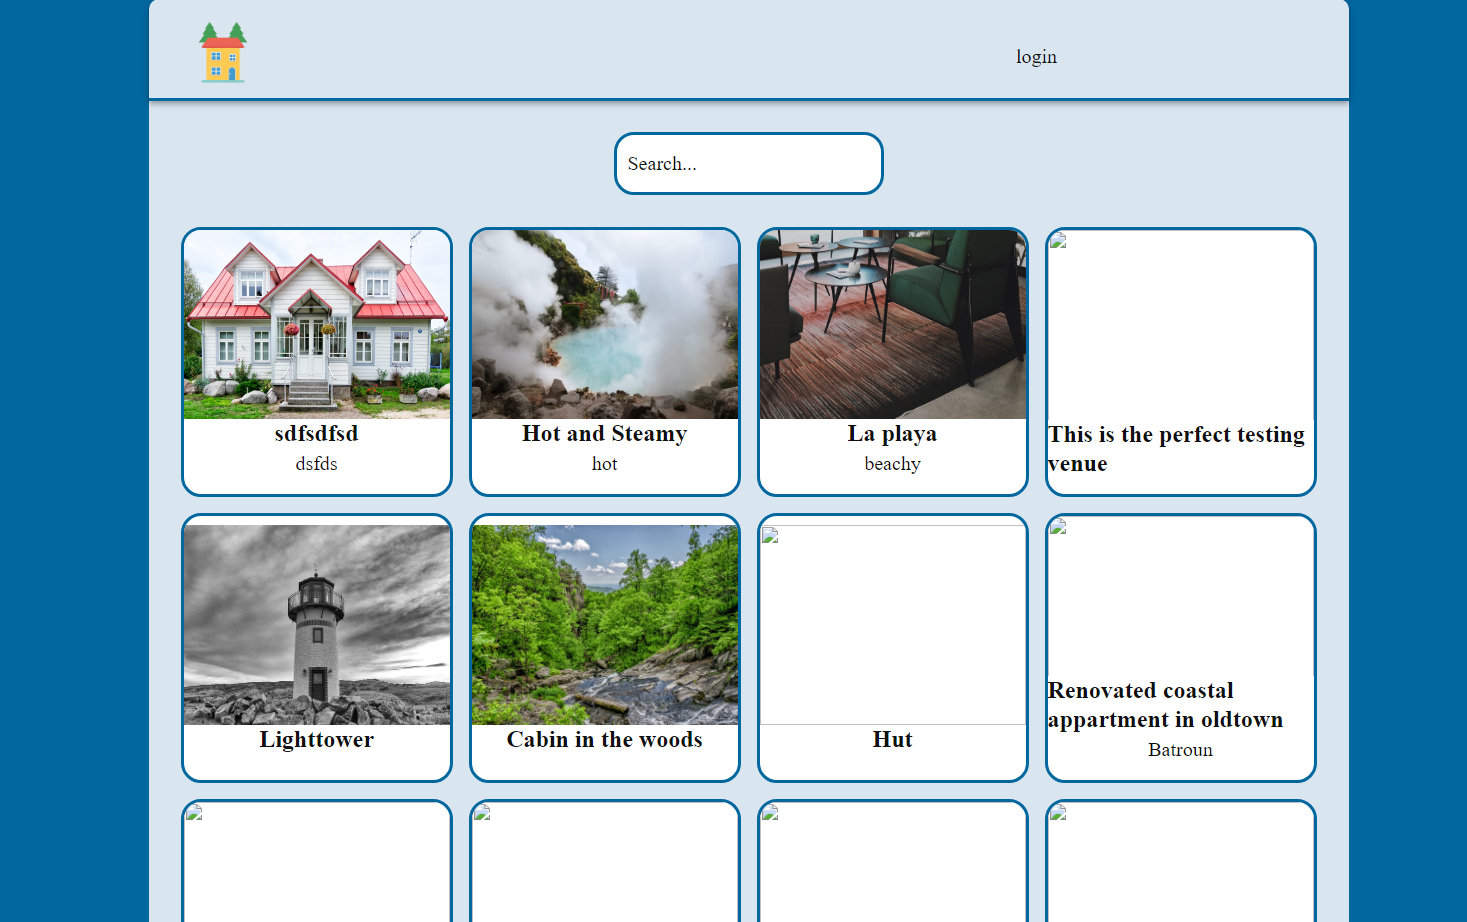 login
Search...
sdfsdfsd
dsfds
Hot and Steamy
hot
La playa
beachy
This is the perfect testing
venue
Lighttower
Cabin in the woods
Hut
Renovated coastal
appartment in oldtown
Batroun